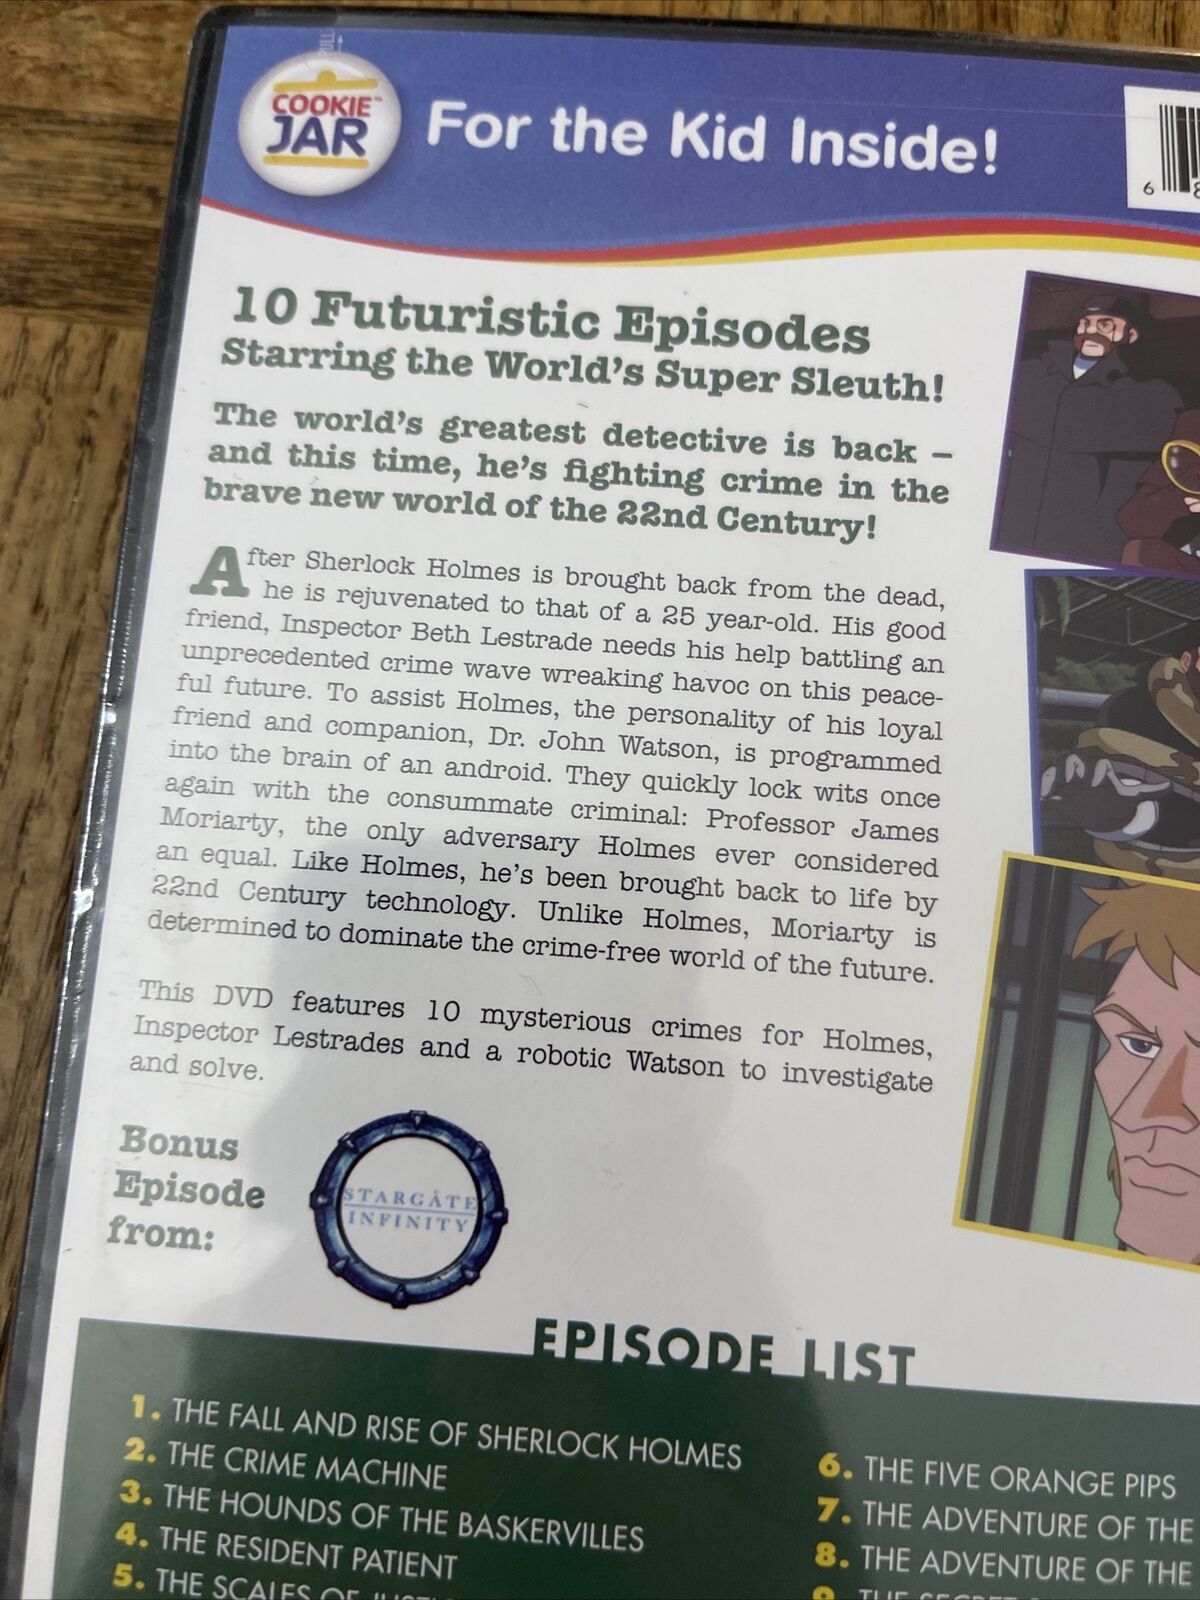 PULL
COOKIE™
JAR
For the Kid Inside!
6 8
10 Futuristic Episodes
Starring the World's Super Sleuth!
The world's greatest detective is back –
and this time, he's fighting crime in the
brave new world of the 22nd Century!
After Sherlock Holmes is brought back from the dead,
he is rejuvenated to that of a 25 year-old. His good
friend, Inspector Beth Lestrade needs his help battling an
unprecedented crime wave wreaking havoc on this peace-
ful future. To assist Holmes, the personality of his loyal
friend and companion, Dr. John Watson, is programmed
into the brain of an android. They quickly lock wits once
again with the consummate criminal: Professor James
Moriarty, the only adversary Holmes ever considered
an equal. Like Holmes, he's been brought back to life by
22nd Century technology. Unlike Holmes, Moriarty is
determined to dominate the crime-free world of the future.
This DVD features 10 mysterious crimes for Holmes,
Inspector Lestrades and a robotic Watson to investigate
and solve.
Bonus
Episode
from:
STARGATE
INFINITY
EPISODE LIST
1. THE FALL AND RISE OF SHERLOCK HOLMES
2. THE CRIME MACHINE
3. THE HOUNDS OF THE BASKERVILLES
4. THE RESIDENT PATIENT
5. THE SCALES OF
6. THE FIVE ORANGE PIPS
7. THE ADVENTURE OF THE
8. THE ADVENTURE OF THE
9. THE